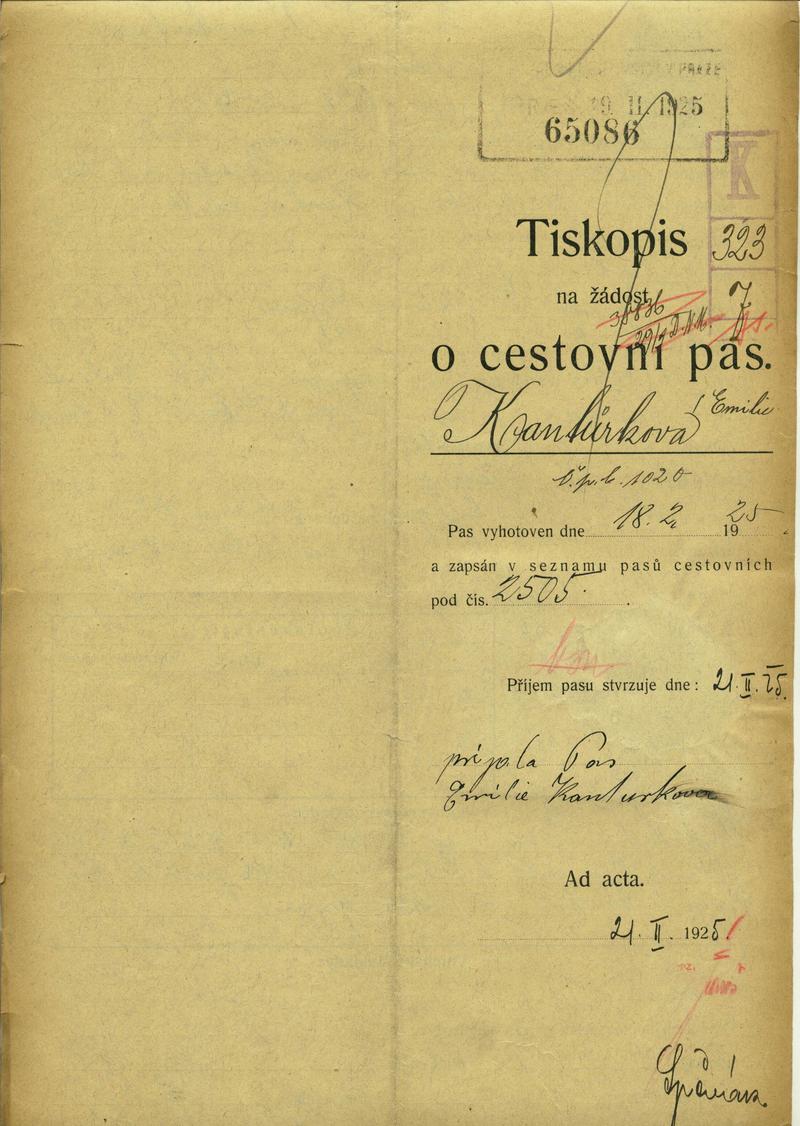 PRAZE
19. II. 1925
65086
K
Tiskopis
323
na žádost
7
o cestovní pas.
Kantůrková Emilie
č.p.b. 1020
Pas vyhotoven dne 18. 2. 1925
a zapsán v seznamu pasů cestovních
pod čís. 2505.
Příjem pasu stvrzuje dne: 21. II. 25.
přijala Pas
Emilie Kanturkova
Ad acta.
21. II. 1925